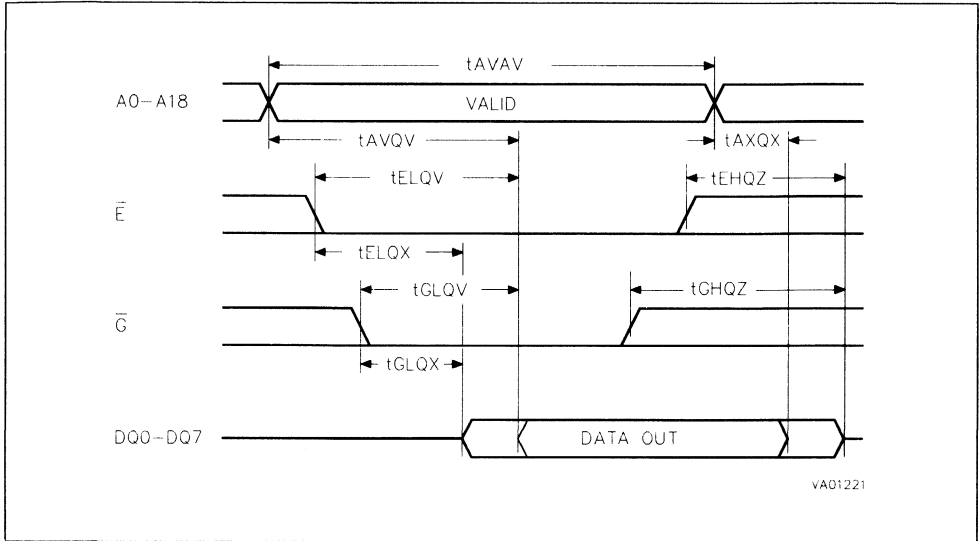 tAVAV
A0-A18
VALID
tAVQV
tAXQX
tELQV
tEHQZ
E̅
tELQX
tGLQV
tGHQZ
G̅
tGLQX
DQ0-DQ7
DATA OUT
VA01221